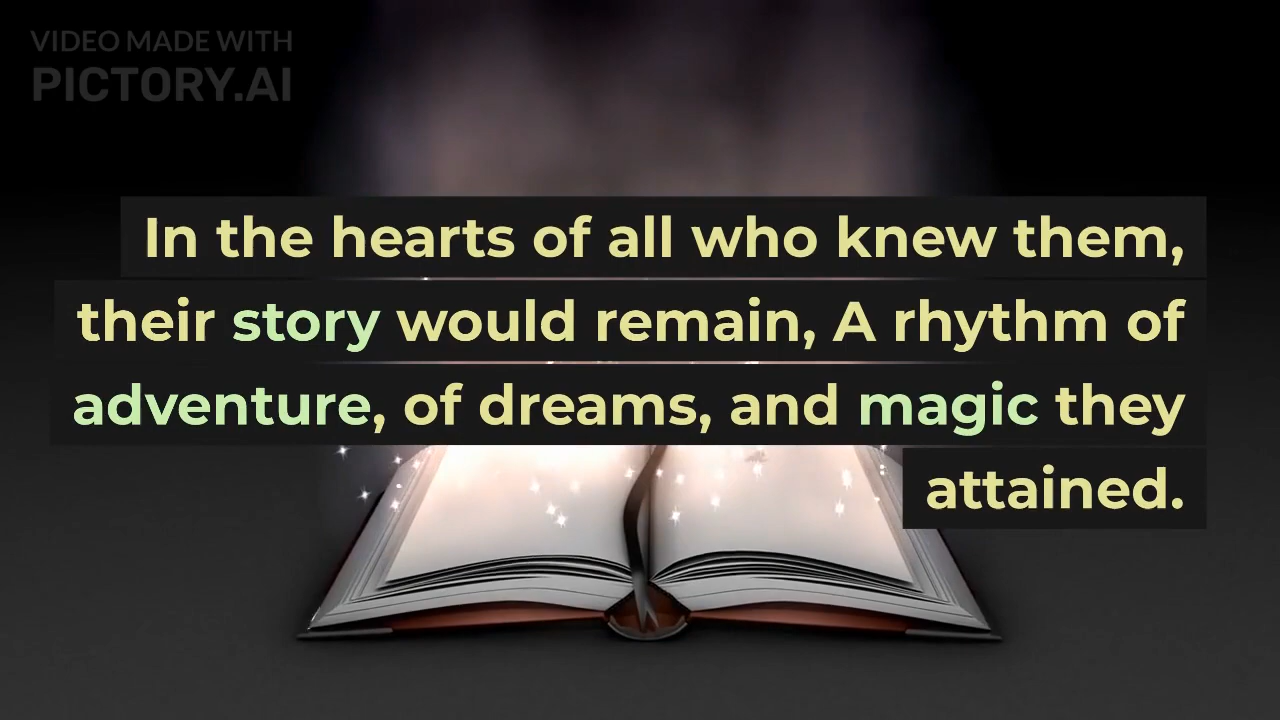 VIDEO MADE WITH
PICTORY.AI
In the hearts of all who knew them,
their story would remain, A rhythm of
adventure, of dreams, and magic they
attained.